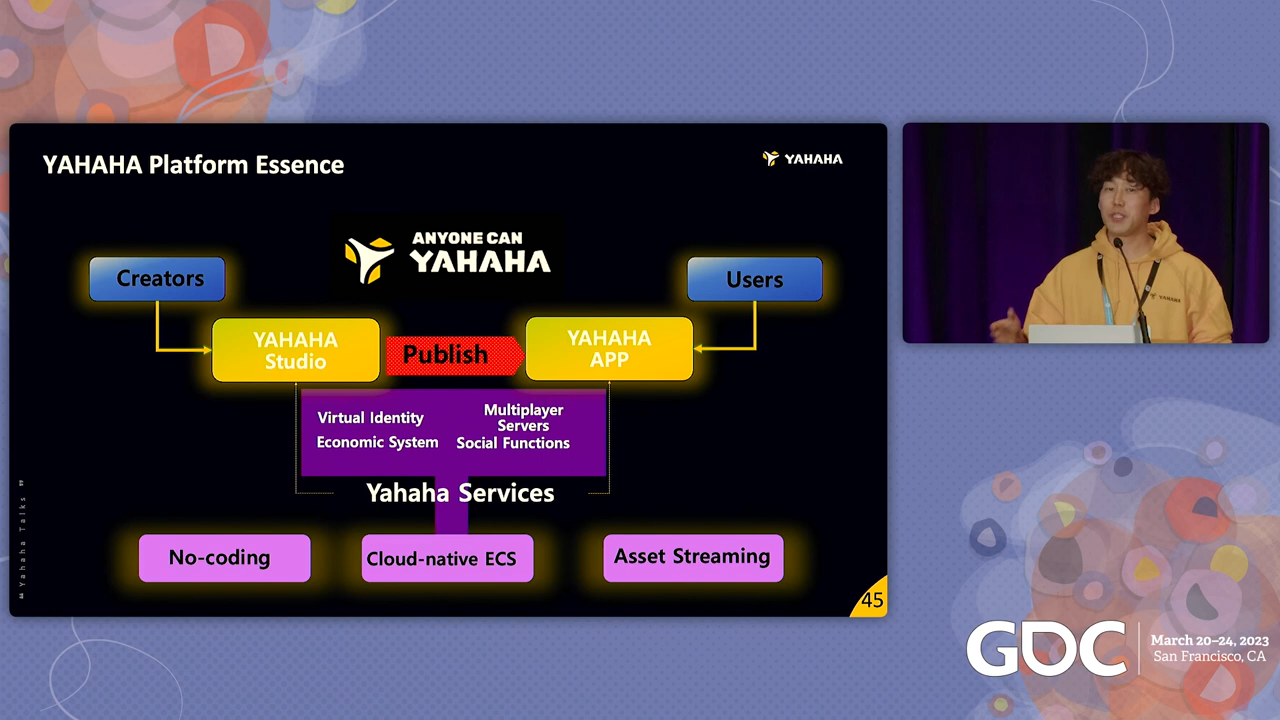 YAHAHA Platform Essence
YAHAHA
ANYONE CAN
YAHAHA
Creators
Users
YAHAHA
Studio
Publish
YAHAHA
APP
Virtual Identity
Economic System
Multiplayer
Servers
Social Functions
Yahaha Services
No-coding
Cloud-native ECS
Asset Streaming
Yahaha Talks
45
YAHAHA
GDC
March 20–24, 2023
San Francisco, CA